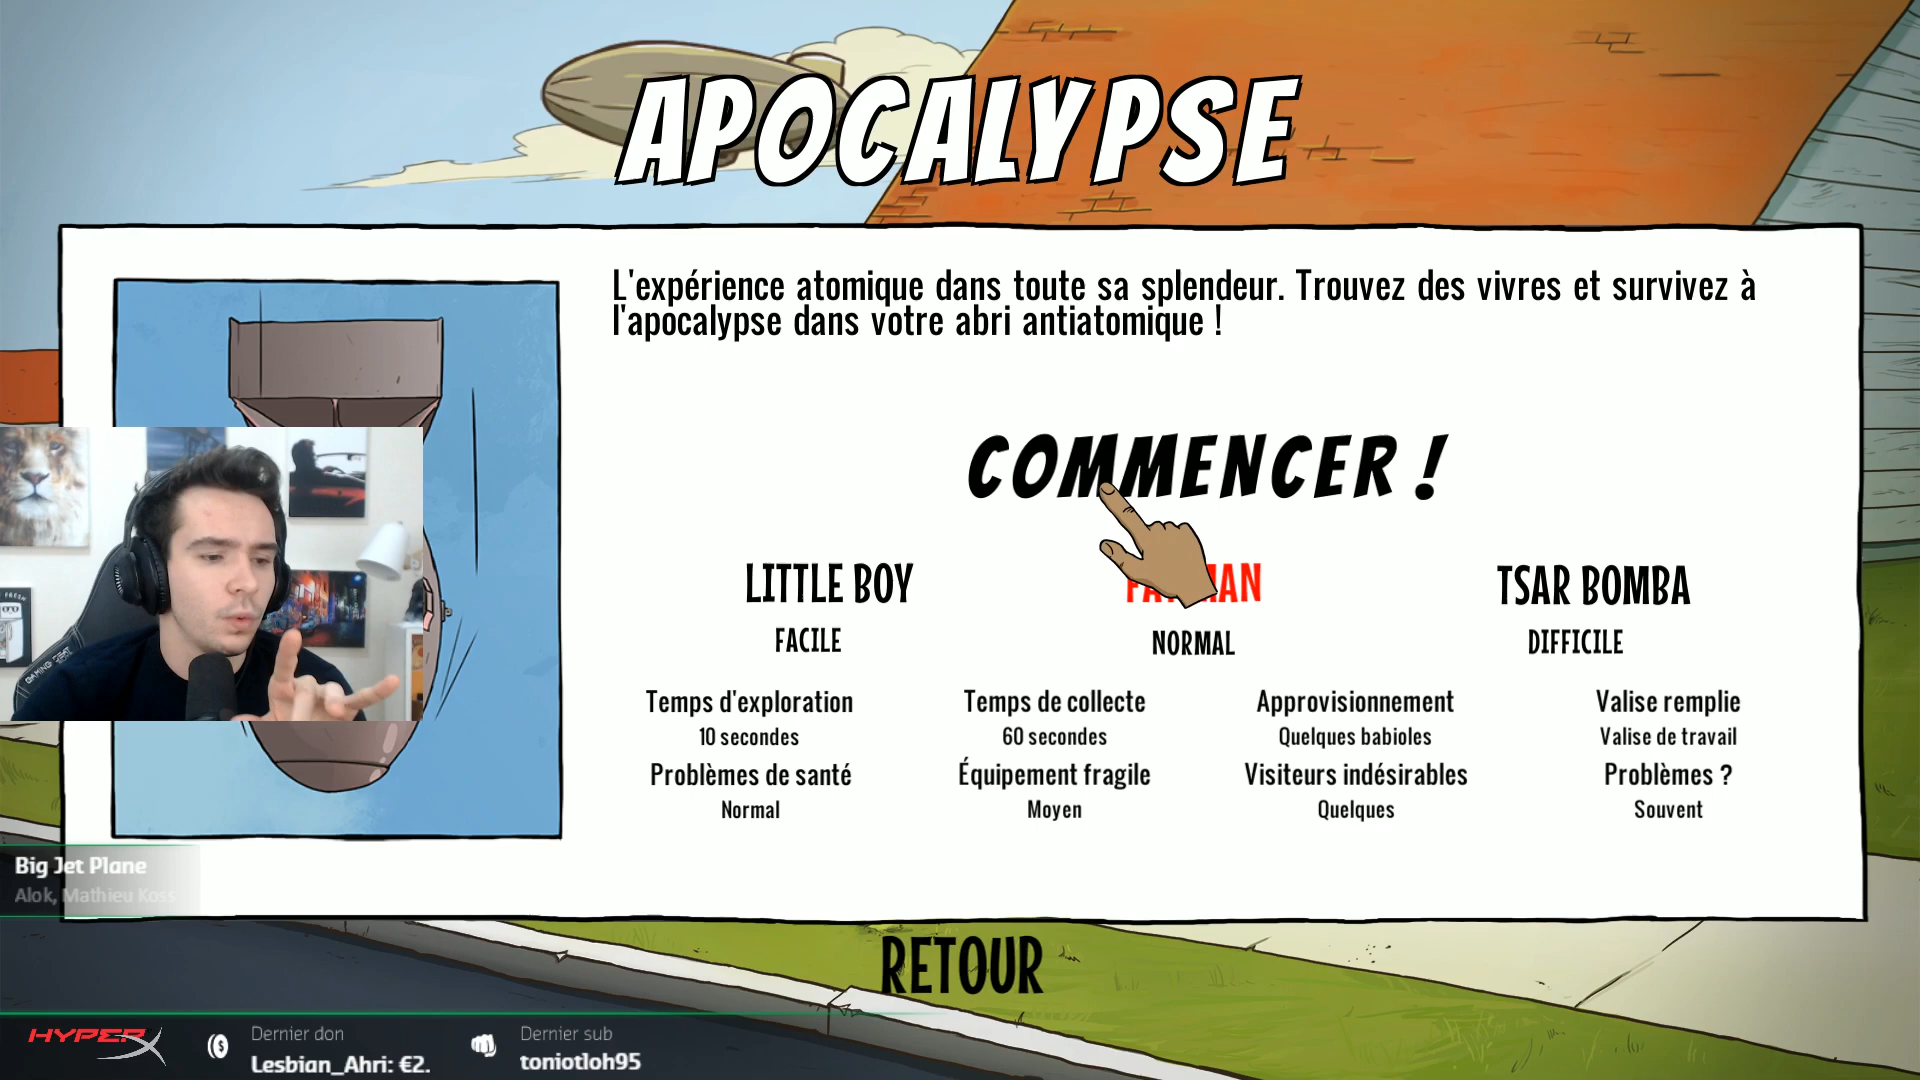 APOCALYPSE
L'expérience atomique dans toute sa splendeur. Trouvez des vivres et survivez à
l'apocalypse dans votre abri antiatomique !
COMMENCER !
LITTLE BOY
TSAR BOMBA
FACILE
NORMAL
DIFFICILE
Temps d'exploration
Temps de collecte
Approvisionnement
Valise remplie
10 secondes
60 secondes
Quelques babioles
Valise de travail
Problèmes de santé
Équipement fragile
Visiteurs indésirables
Problèmes ?
Normal
Moyen
Quelques
Souvent
Big Jet Plane
Alok, Mathieu Koss
RETOUR
HYPERX
Dernier don
Lesbian_Ahri: €2.
Dernier sub
toniotloh95
FRESH